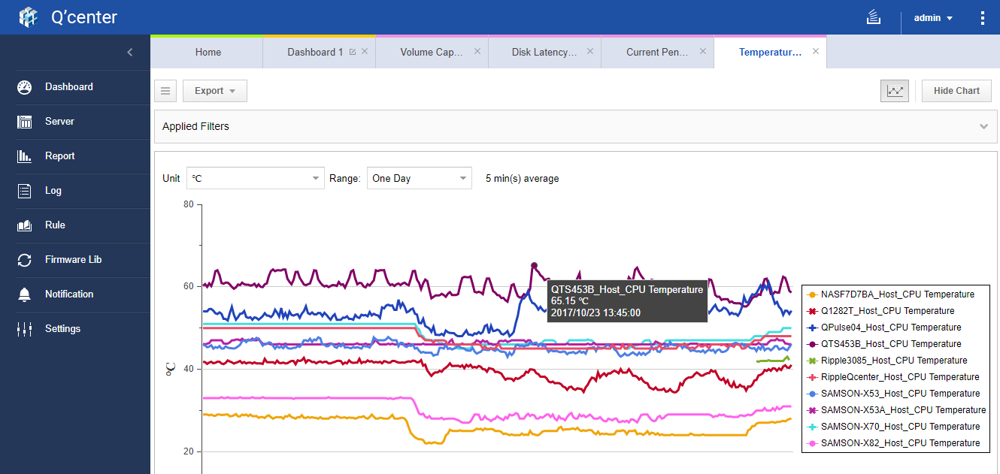 Q'center
admin
Home
Dashboard 1
Volume Cap...
Disk Latency...
Current Pen...
Temperatur...
Dashboard
Server
Report
Log
Rule
Firmware Lib
Notification
Settings
Export
Hide Chart
Applied Filters
Unit
℃
Range:
One Day
5 min(s) average
80
60
40
20
℃
QTS453B_Host_CPU Temperature
65.15 ℃
2017/10/23 13:45:00
NASF7D7BA_Host_CPU Temperature
Q1282T_Host_CPU Temperature
QPulse04_Host_CPU Temperature
QTS453B_Host_CPU Temperature
Ripple3085_Host_CPU Temperature
RippleQcenter_Host_CPU Temperature
SAMSON-X53_Host_CPU Temperature
SAMSON-X53A_Host_CPU Temperature
SAMSON-X70_Host_CPU Temperature
SAMSON-X82_Host_CPU Temperature